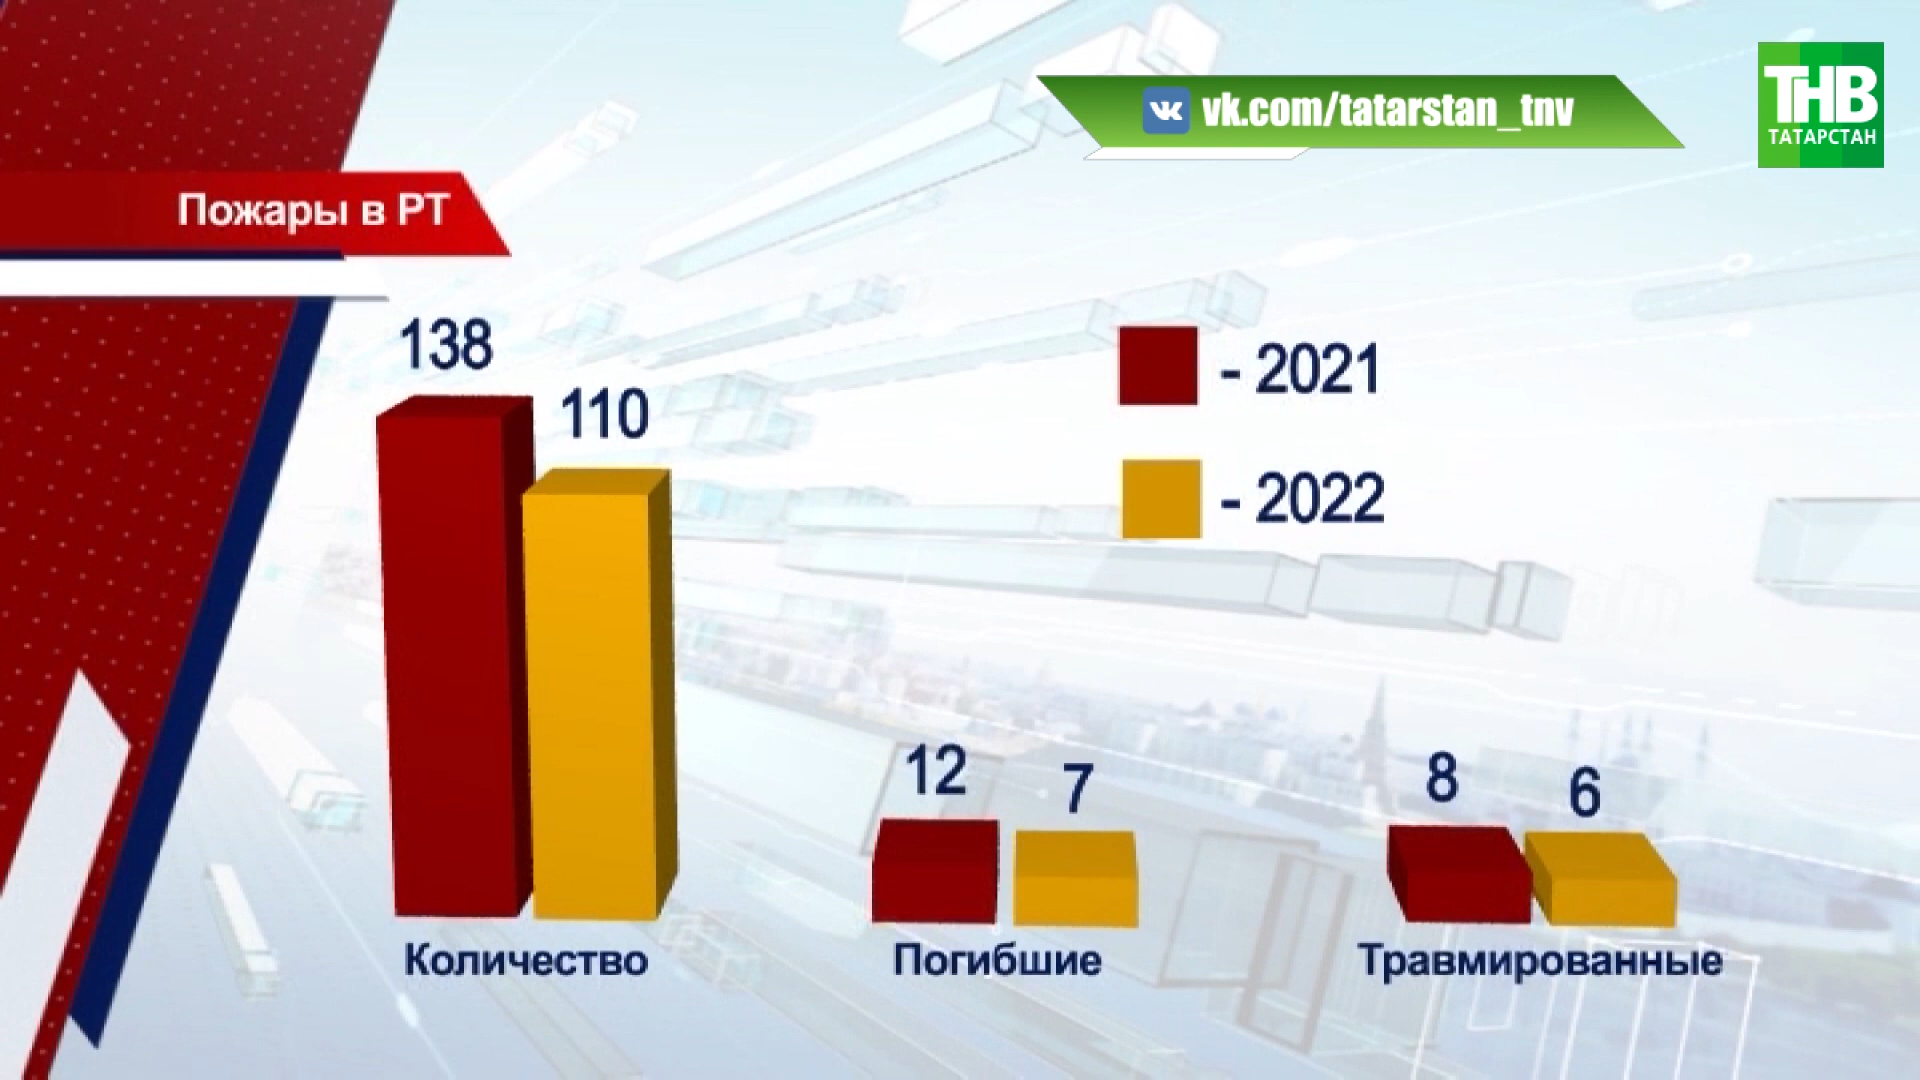 vk.com/tatarstan_tnv
ТНВ
ТАТАРСТАН
Пожары в РТ
138
110
- 2021
- 2022
12
7
8
6
Количество
Погибшие
Травмированные